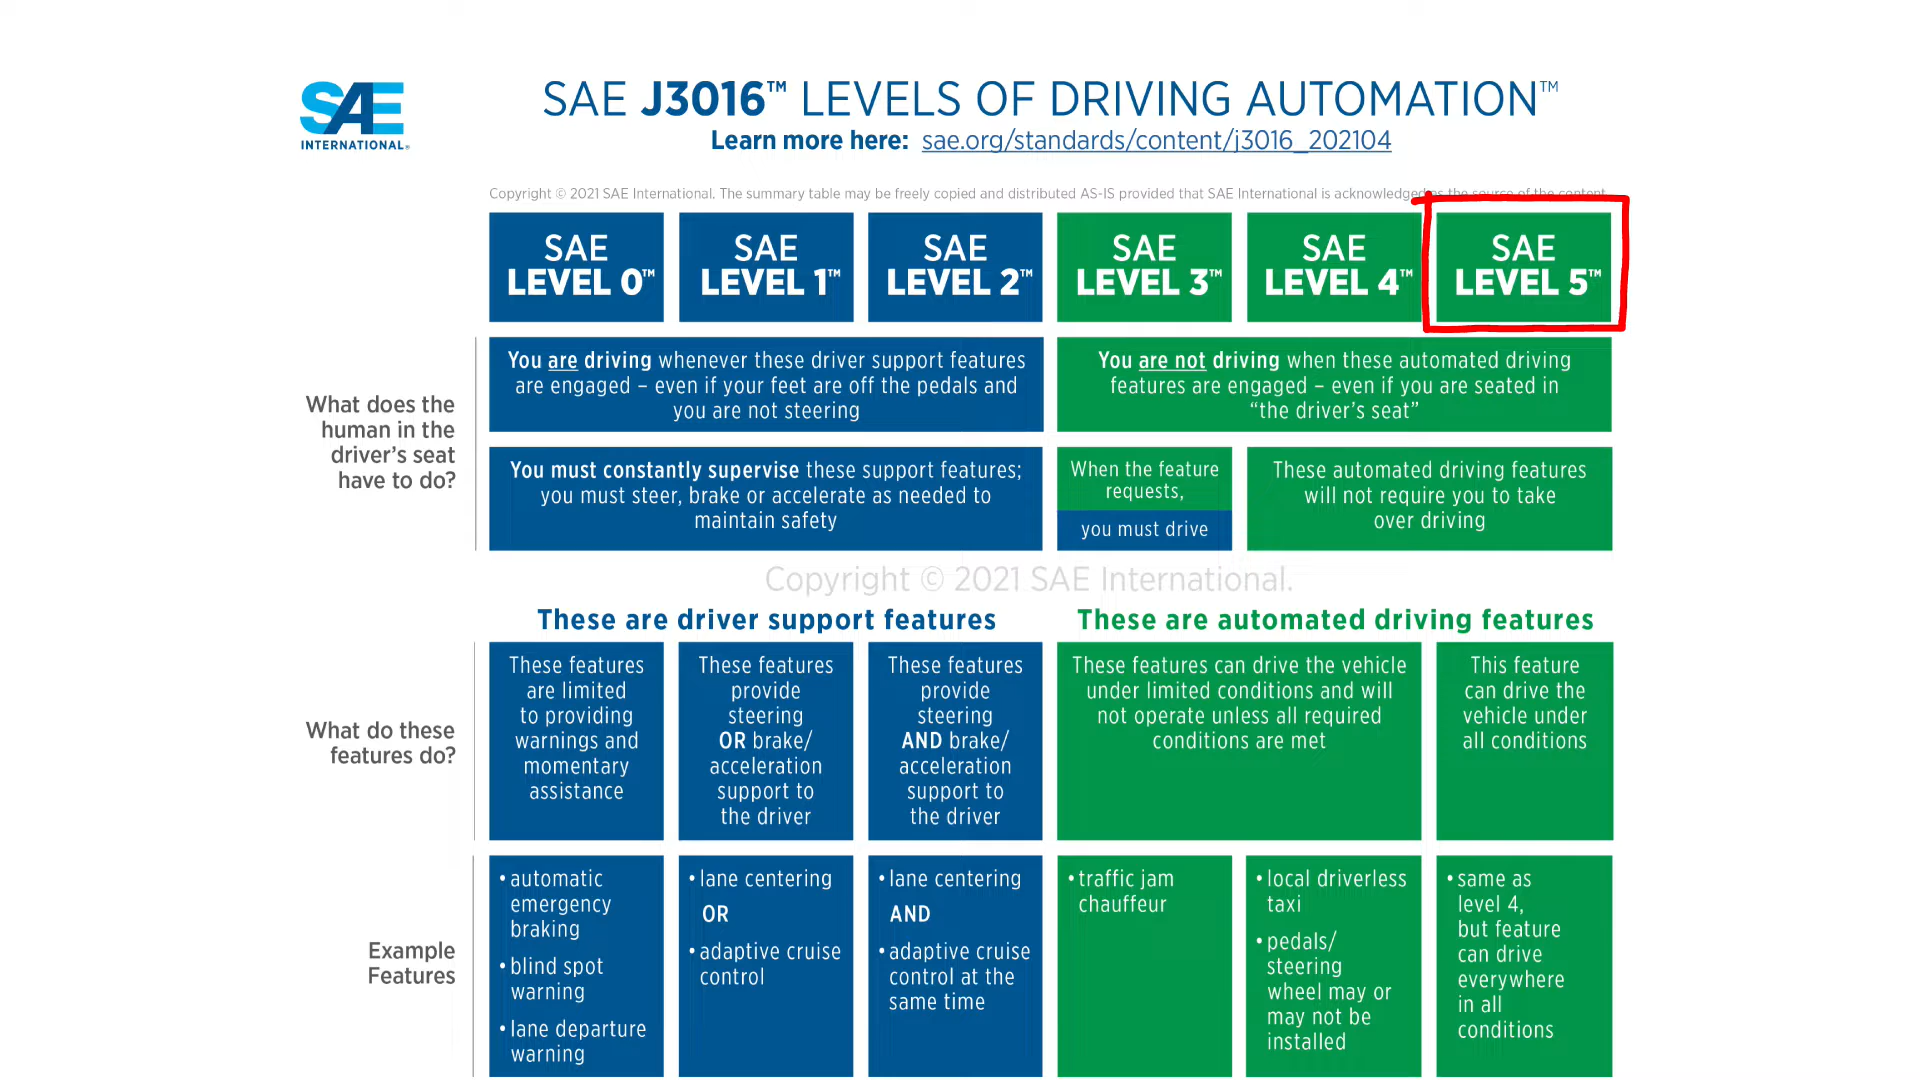 SAE
INTERNATIONAL®
SAE J3016™ LEVELS OF DRIVING AUTOMATION™
Learn more here: sae.org/standards/content/j3016_202104
Copyright © 2021 SAE International. The summary table may be freely copied and distributed AS-IS provided that SAE International is acknowledged as the source of the content.
SAE
LEVEL 0™
SAE
LEVEL 1™
SAE
LEVEL 2™
SAE
LEVEL 3™
SAE
LEVEL 4™
SAE
LEVEL 5™
What does the
human in the
driver's seat
have to do?
You are driving whenever these driver support features
are engaged – even if your feet are off the pedals and
you are not steering
You are not driving when these automated driving
features are engaged – even if you are seated in
“the driver's seat”
You must constantly supervise these support features;
you must steer, brake or accelerate as needed to
maintain safety
When the feature
requests,
you must drive
These automated driving features
will not require you to take
over driving
Copyright © 2021 SAE International.
These are driver support features
These are automated driving features
What do these
features do?
These features
are limited
to providing
warnings and
momentary
assistance
These features
provide
steering
OR brake/
acceleration
support to
the driver
These features
provide
steering
AND brake/
acceleration
support to
the driver
These features can drive the vehicle
under limited conditions and will
not operate unless all required
conditions are met
This feature
can drive the
vehicle under
all conditions
Example
Features
• automatic
emergency
braking
• blind spot
warning
• lane departure
warning
• lane centering
OR
• adaptive cruise
control
• lane centering
AND
• adaptive cruise
control at the
same time
• traffic jam
chauffeur
• local driverless
taxi
• pedals/
steering
wheel may or
may not be
installed
• same as
level 4,
but feature
can drive
everywhere
in all
conditions